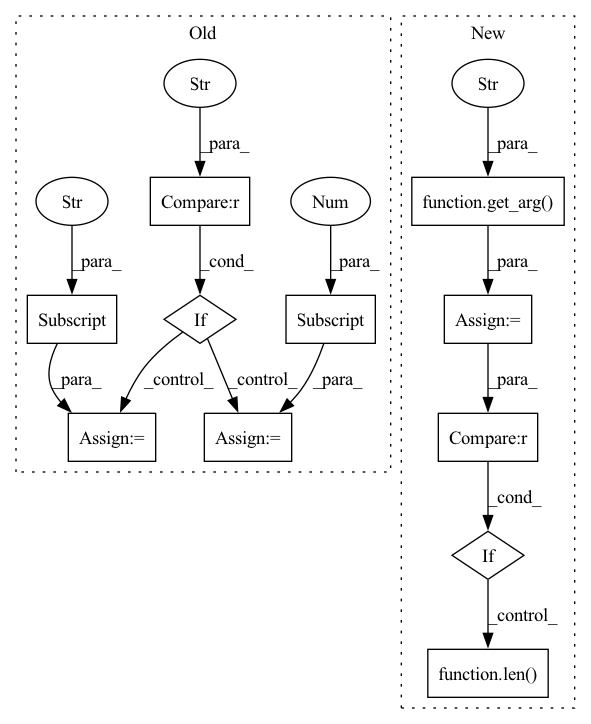 Old
New
Str
Str
_para_
_para_
Str
Compare:r
Num
function.get_arg()
_para_
_cond_
_para_
_para_
Subscript
If
Subscript
Assign:=
_para_
_control_
_control_
_para_
_para_
Assign:=
Assign:=
Compare:r
_cond_
If
_control_
function.len()